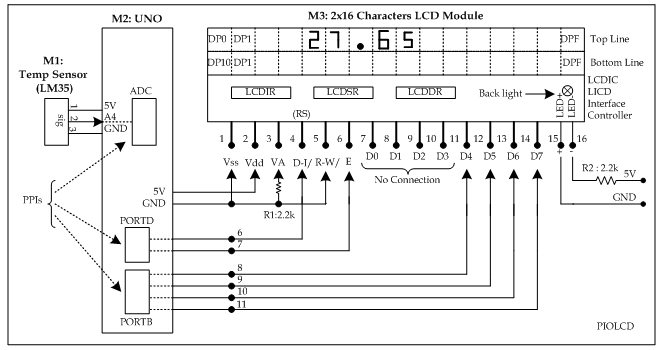 M2: UNO
M3: 2x16 Characters LCD Module
DP0 DP1 27.65 DPF Top Line
DP10 DP1 DPF Bottom Line
M1:
Temp Sensor
(LM35)
ADC
LCDIR LCDSR LCDDR
Back light
LCDIC
LICD
Interface
Controller
LED+
LED-
(RS)
sig
1
2
3
5V
A4
GND
1 2 3 4 5 6 7 8 9 10 11 12 13 14 15 16
Vss Vdd VA D-I/ R-W/ E D0 D1 D2 D3 D4 D5 D6 D7 + -
No Connection
R2 : 2.2k 5V
GND
PPIs
5V
GND
R1:2.2k
PORTD
6
7
8
9
10
11
PORTB
PIOLCD